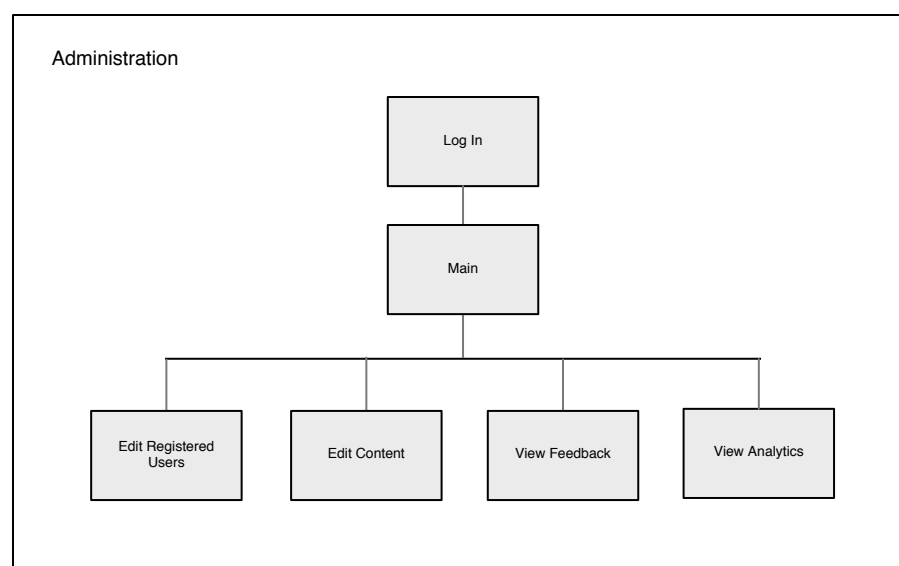 Administration
Log In
Main
Edit Registered
Users
Edit Content
View Feedback
View Analytics